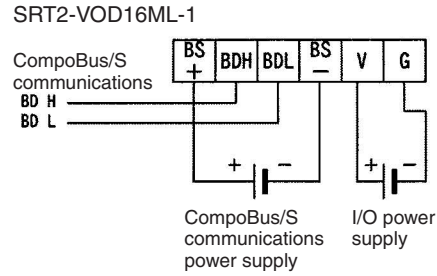 SRT2-VOD16ML-1
CompoBus/S
communications
BD H
BD L
BS + BDH BDL BS − V G
+ −
+ −
CompoBus/S
communications
power supply
I/O power
supply